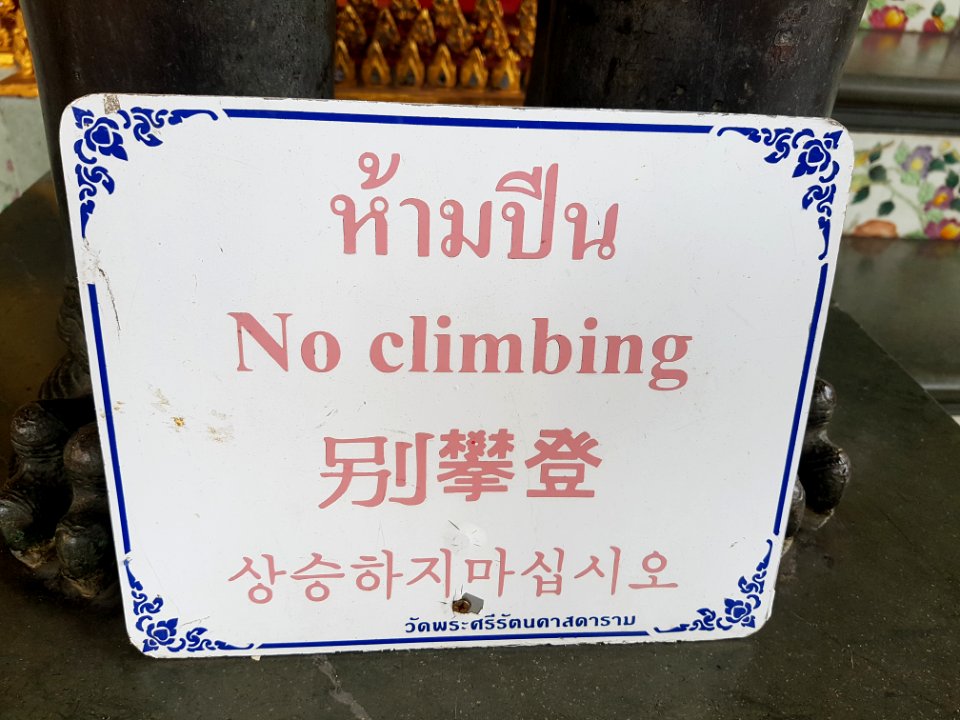 ห้ามปีน
No climbing
别攀登
상승하지마십시오
วัดพระศรีรัตนศาสดาราม